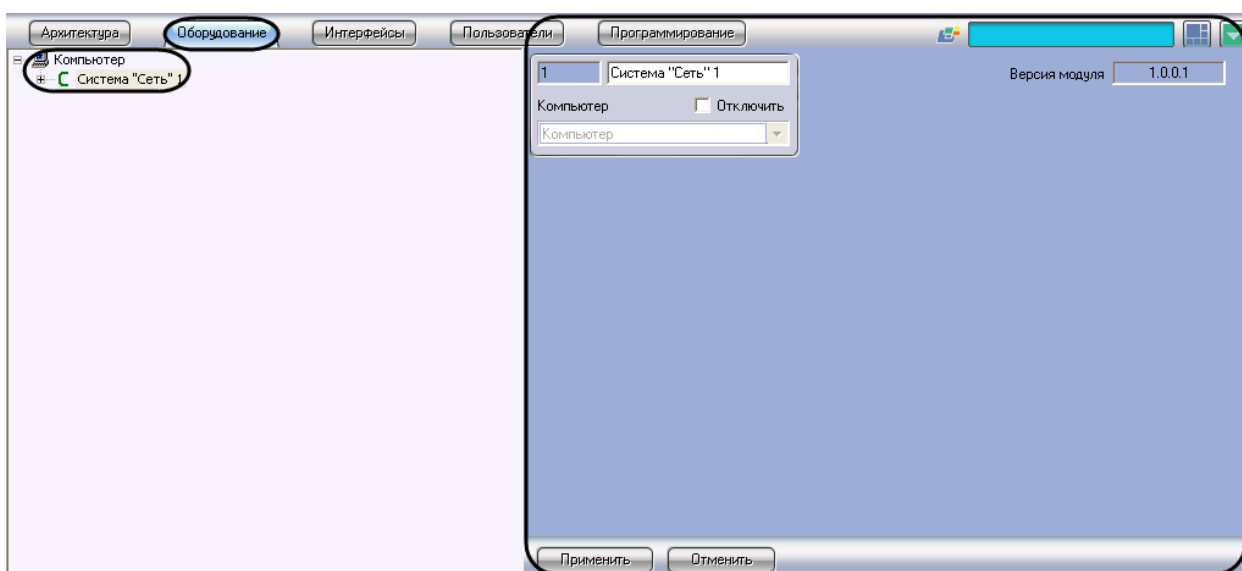 Архитектура Оборудование Интерфейсы Пользователи Программирование
Компьютер
Система "Сеть" 1
1 Система "Сеть" 1 Версия модуля 1.0.0.1
Компьютер Отключить
Компьютер
Применить Отменить